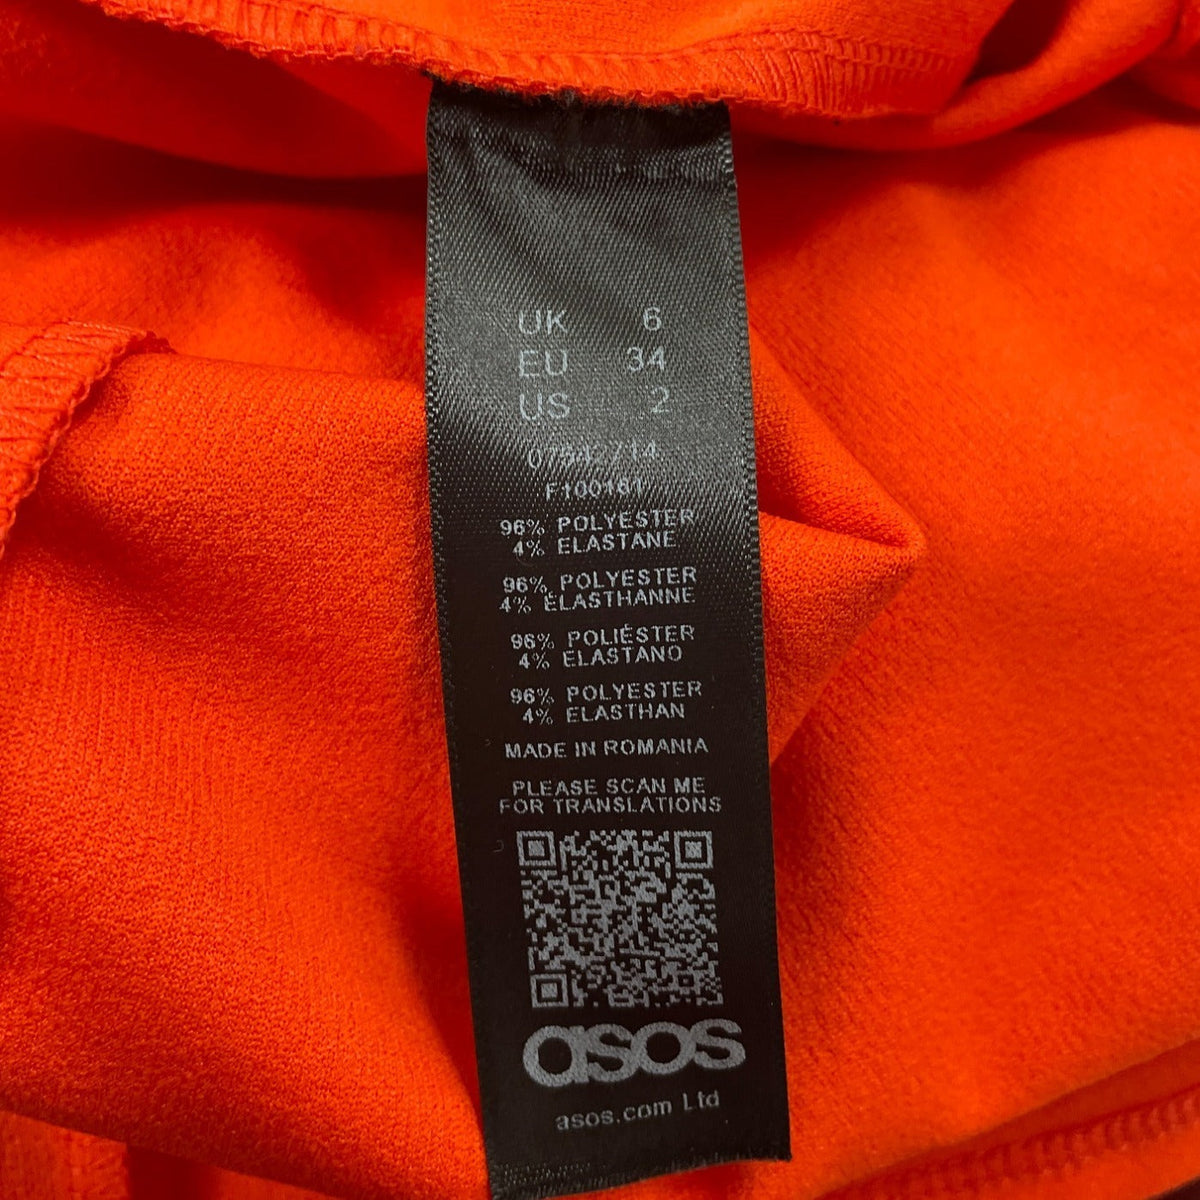 UK 6
EU 34
US 2
F100161
96% POLYESTER
4% ELASTANE
96% POLYESTER
4% ÉLASTHANNE
96% POLIÉSTER
4% ELASTANO
96% POLYESTER
4% ELASTHAN
MADE IN ROMANIA
PLEASE SCAN ME
FOR TRANSLATIONS
asos
asos.com Ltd